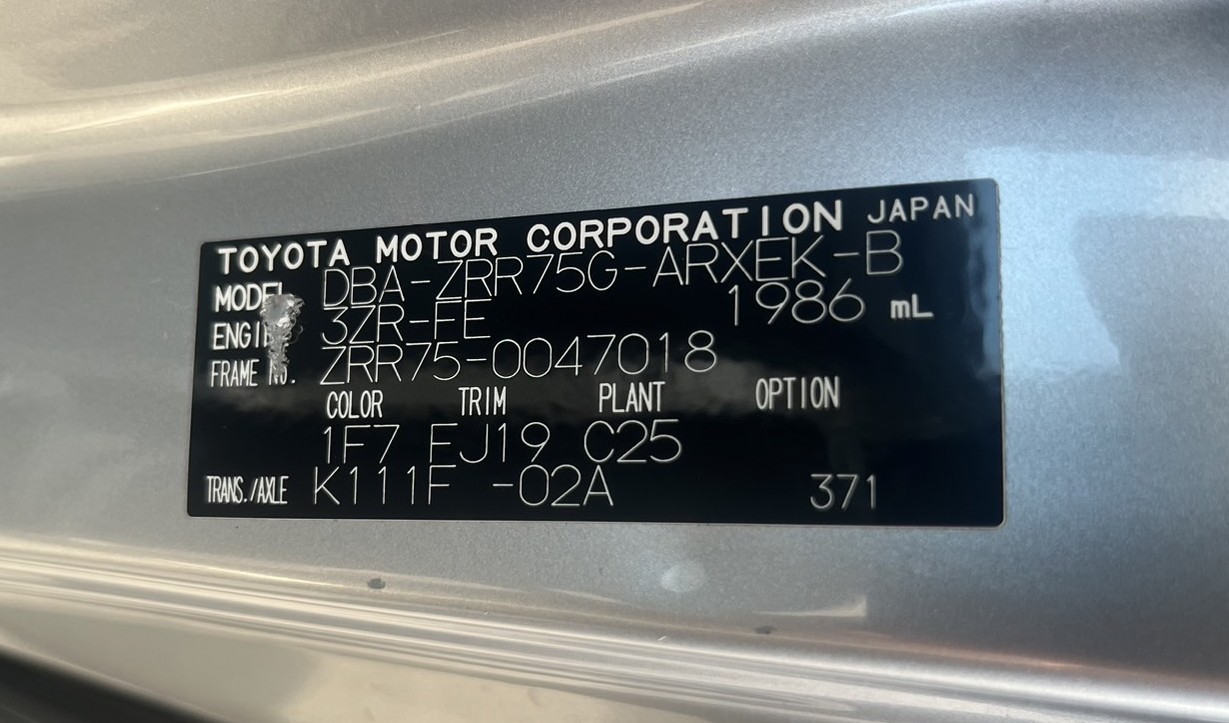 TOYOTA MOTOR CORPORATION JAPAN
MODEL DBA-ZRR75G-ARXEK-B
ENGINE 3ZR-FE 1986 mL
FRAME NO. ZRR75-0047018
COLOR TRIM PLANT OPTION
1F7 FJ19 C25
TRANS./AXLE K111F -02A 371